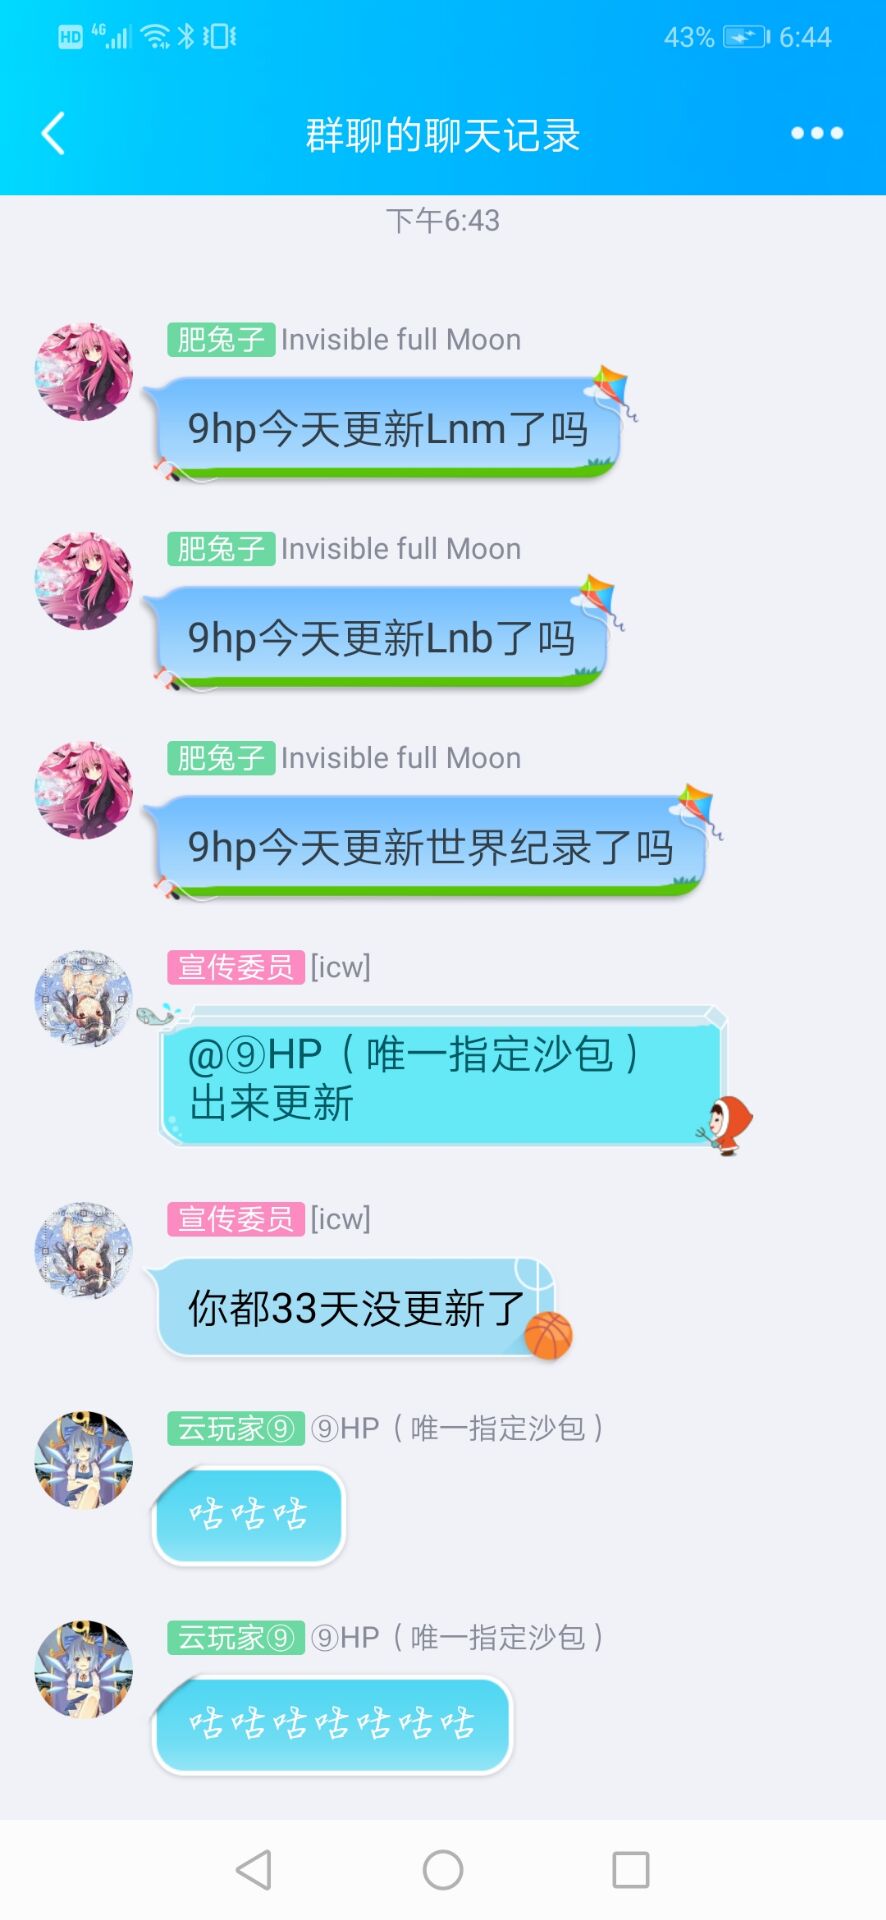 HD 4G 43% 6:44
群聊的聊天记录
下午6:43
肥兔子 Invisible full Moon
9hp今天更新Lnm了吗
肥兔子 Invisible full Moon
9hp今天更新Lnb了吗
肥兔子 Invisible full Moon
9hp今天更新世界纪录了吗
宣传委员 [icw]
@⑨HP（唯一指定沙包）
出来更新
宣传委员 [icw]
你都33天没更新了
云玩家⑨ ⑨HP（唯一指定沙包）
咕咕咕
云玩家⑨ ⑨HP（唯一指定沙包）
咕咕咕咕咕咕咕